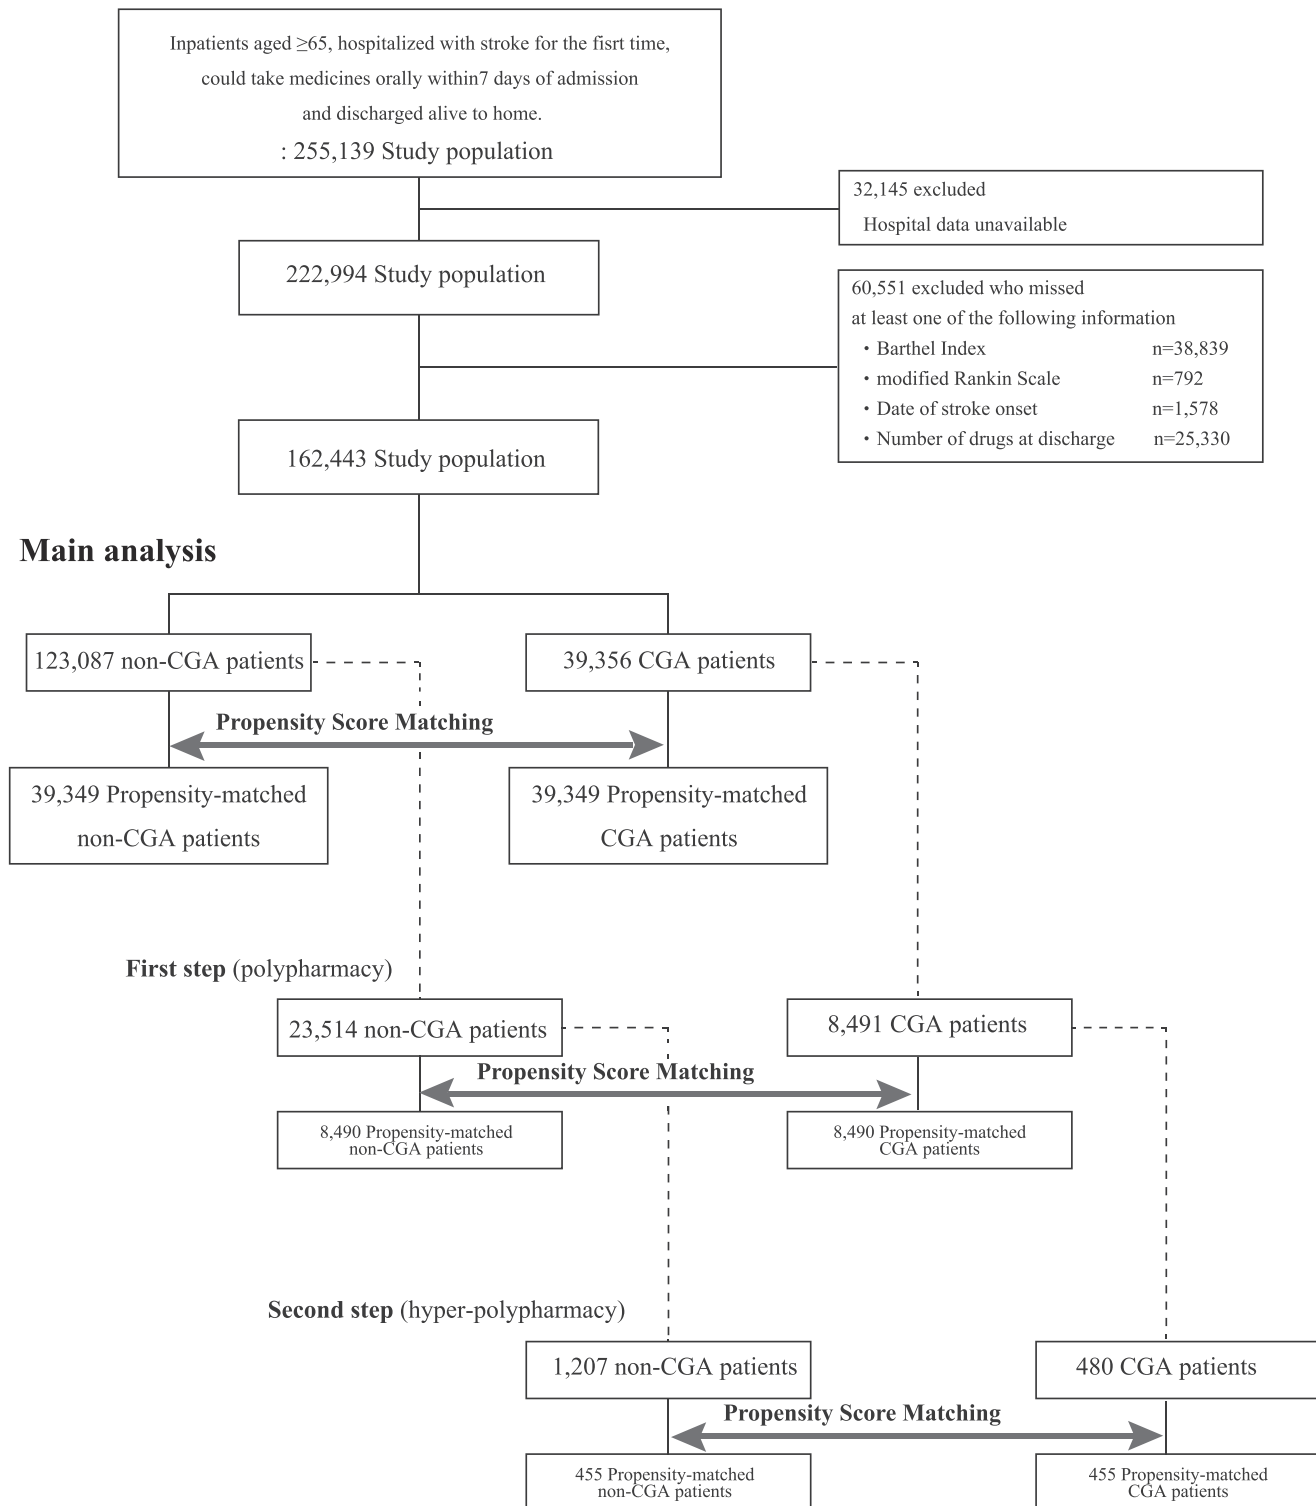 Inpatients aged ≥65, hospitalized with stroke for the fisrt time,
could take medicines orally within7 days of admission
and discharged alive to home.
: 255,139 Study population
32,145 excluded
Hospital data unavailable
222,994 Study population
60,551 excluded who missed
at least one of the following information
・Barthel Index n=38,839
・modified Rankin Scale n=792
・Date of stroke onset n=1,578
・Number of drugs at discharge n=25,330
162,443 Study population
Main analysis
123,087 non-CGA patients
39,356 CGA patients
Propensity Score Matching
39,349 Propensity-matched
non-CGA patients
39,349 Propensity-matched
CGA patients
First step (polypharmacy)
23,514 non-CGA patients
8,491 CGA patients
Propensity Score Matching
8,490 Propensity-matched
non-CGA patients
8,490 Propensity-matched
CGA patients
Second step (hyper-polypharmacy)
1,207 non-CGA patients
480 CGA patients
Propensity Score Matching
455 Propensity-matched
non-CGA patients
455 Propensity-matched
CGA patients